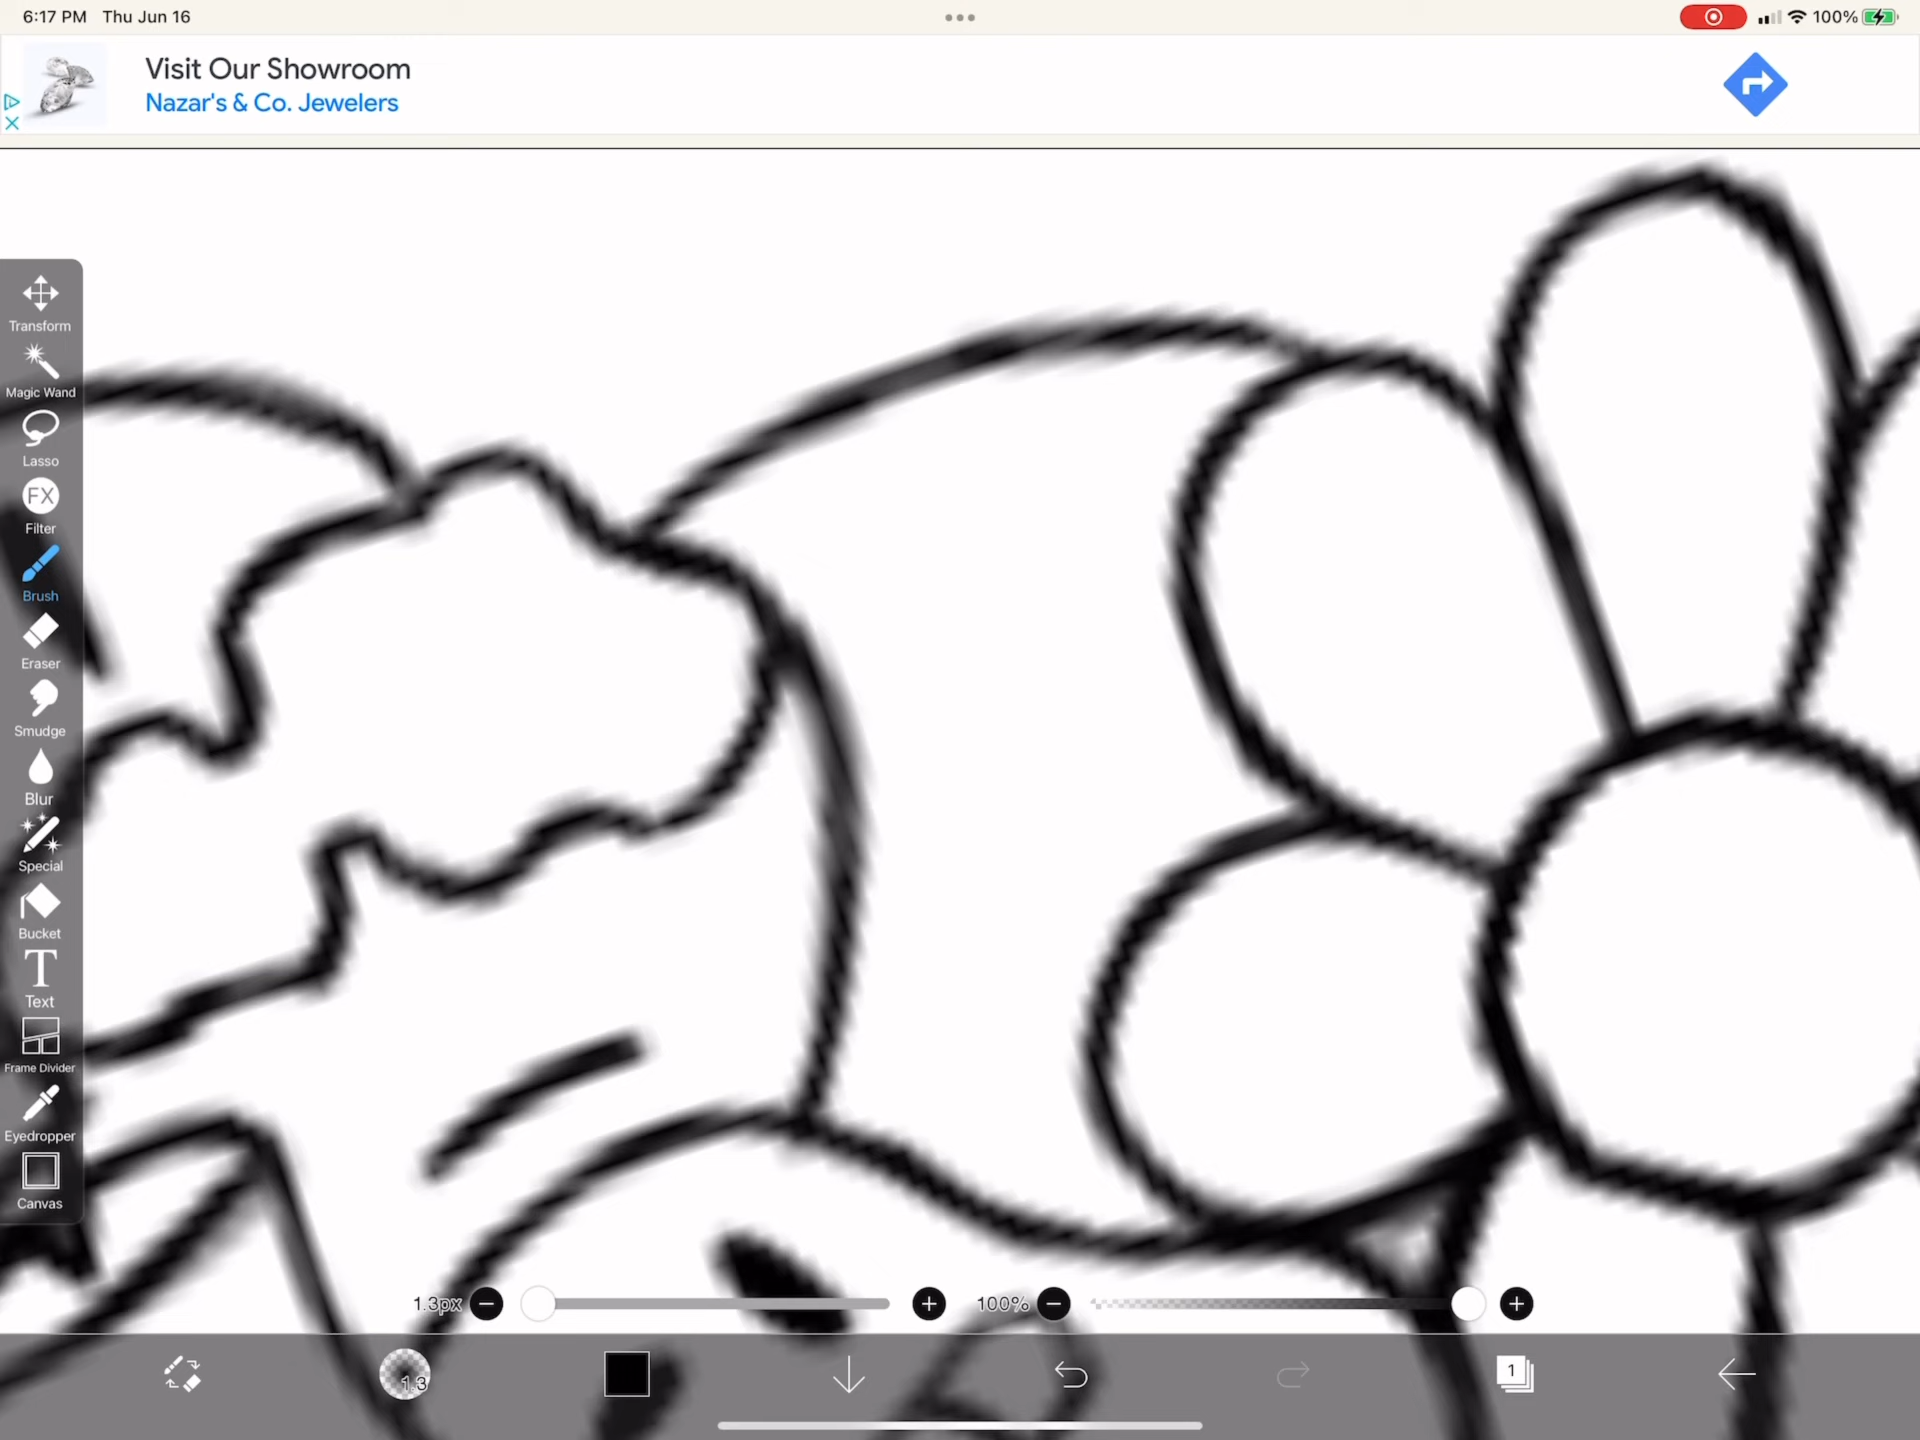 6:17 PM Thu Jun 16
100%
Visit Our Showroom
Nazar's & Co. Jewelers
Transform
Magic Wand
Lasso
FX
Filter
Brush
Eraser
Smudge
Blur
Special
Bucket
T
Text
Frame Divider
Eyedropper
Canvas
1.3px
100%
1.3
1